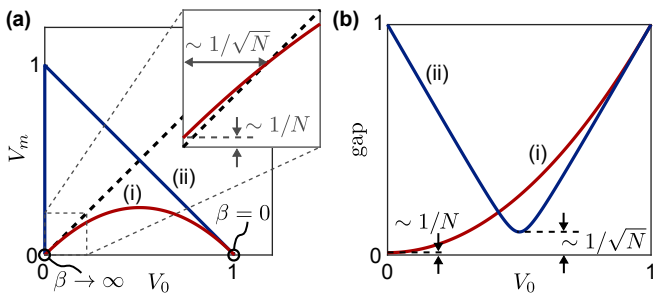 (a)
∼ 1/√N
∼ 1/N
1
V_m
(ii)
(i)
β = 0
0
0
β → ∞
V_0
1
(b)
1
(ii)
gap
(i)
∼ 1/N
∼ 1/√N
0
0
V_0
1